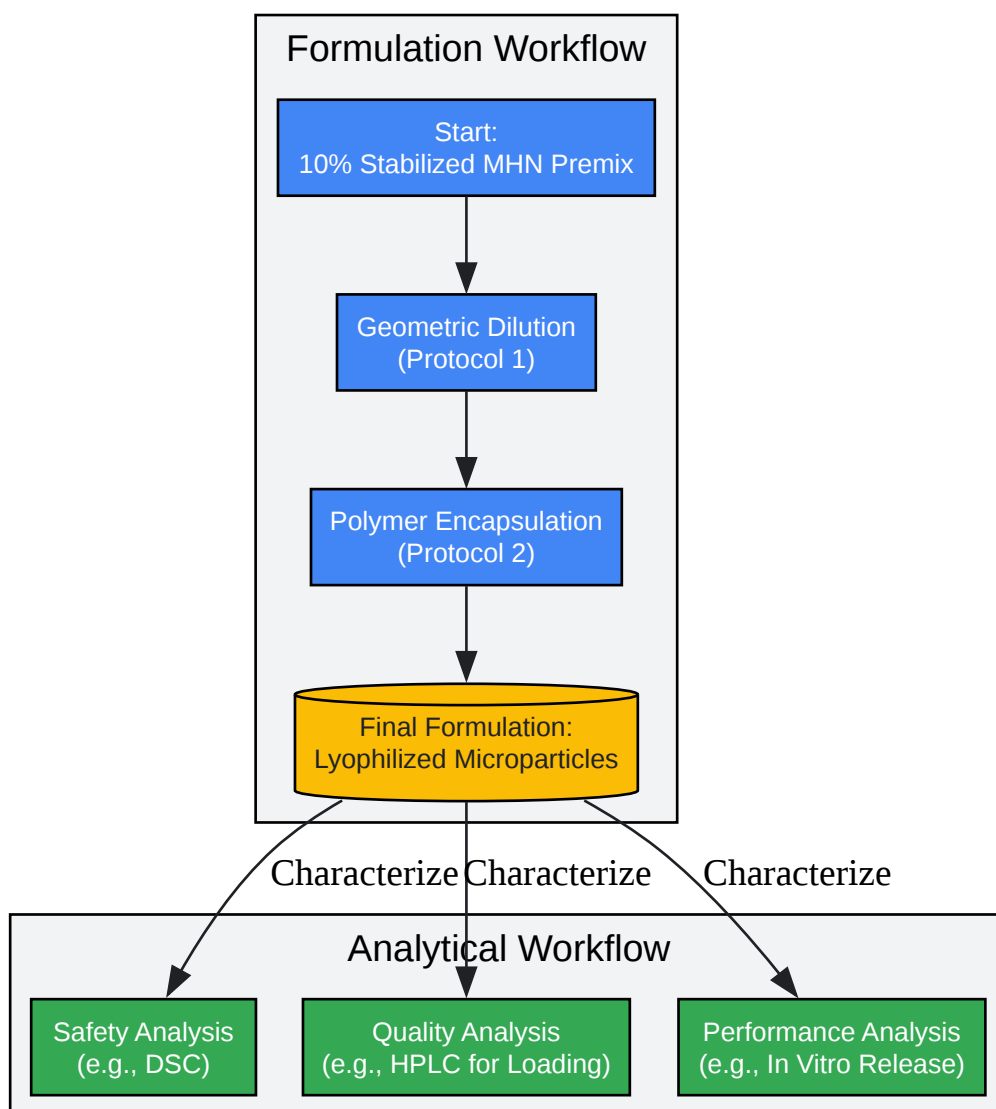 Formulation Workflow
Start:
10% Stabilized MHN Premix
Geometric Dilution
(Protocol 1)
Polymer Encapsulation
(Protocol 2)
Final Formulation:
Lyophilized Microparticles
Characterize
Characterize
Characterize
Analytical Workflow
Safety Analysis
(e.g., DSC)
Quality Analysis
(e.g., HPLC for Loading)
Performance Analysis
(e.g., In Vitro Release)